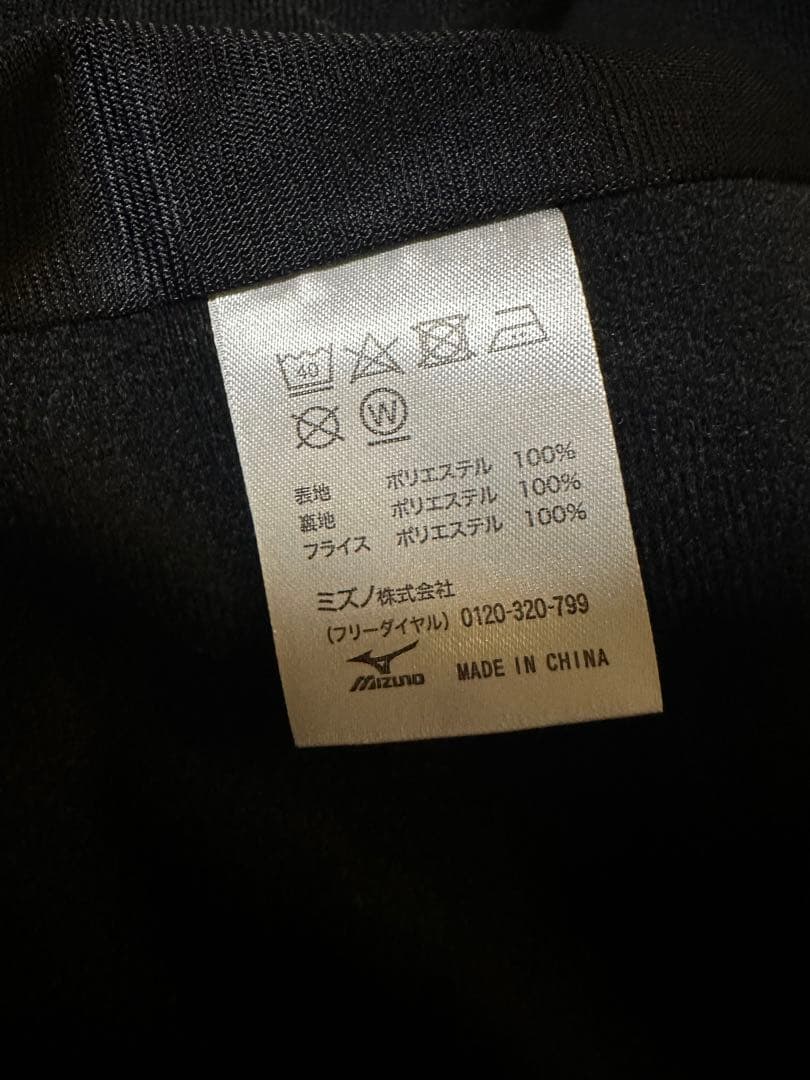 40
W
表地 ポリエステル 100%
裏地 ポリエステル 100%
フライス ポリエステル 100%
ミズノ株式会社
(フリーダイヤル) 0120-320-799
MIZUNO MADE IN CHINA